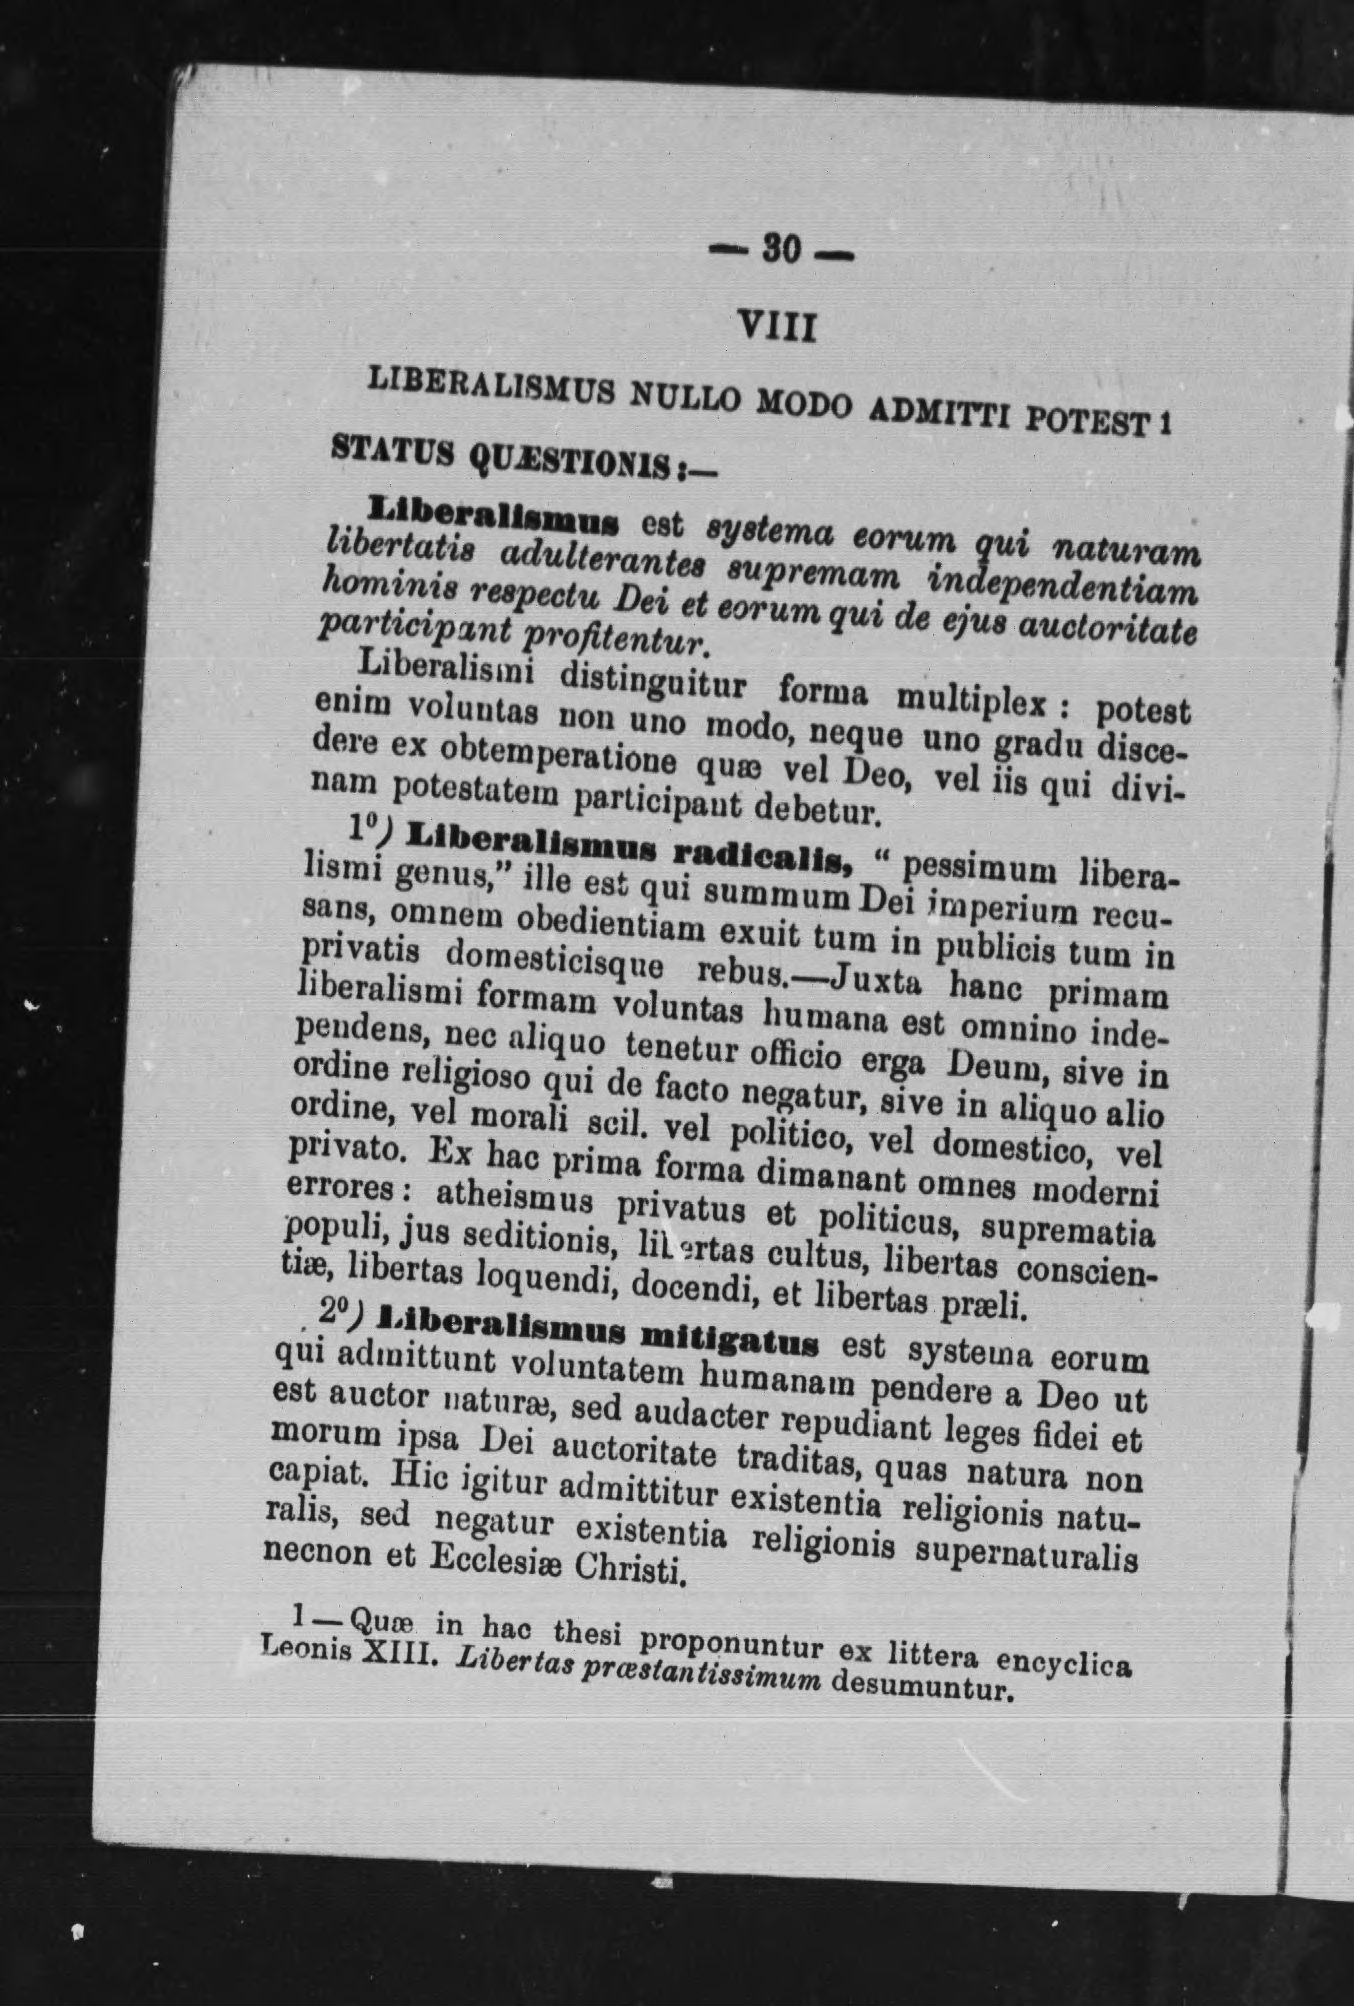 — 30 —
VIII
LIBERALISMUS NULLO MODO ADMITTI POTEST 1
STATUS QUÆSTIONIS :—
Liberalismus est systema eorum qui naturam
libertatis adulterantes supremam independentiam
hominis respectu Dei et eorum qui de ejus auctoritate
participant profitentur.
Liberalismi distinguitur forma multiplex : potest
enim voluntas non uno modo, neque uno gradu disce-
dere ex obtemperatione quæ vel Deo, vel iis qui divi-
nam potestatem participant debetur.
1º) Liberalismus radicalis, “ pessimum libera-
lismi genus,” ille est qui summum Dei imperium recu-
sans, omnem obedientiam exuit tum in publicis tum in
privatis domesticisque rebus.—Juxta hanc primam
liberalismi formam voluntas humana est omnino inde-
pendens, nec aliquo tenetur officio erga Deum, sive in
ordine religioso qui de facto negatur, sive in aliquo alio
ordine, vel morali scil. vel politico, vel domestico, vel
privato. Ex hac prima forma dimanant omnes moderni
errores : atheismus privatus et politicus, suprematia
populi, jus seditionis, libertas cultus, libertas conscien-
tiæ, libertas loquendi, docendi, et libertas præli.
2º) Liberalismus mitigatus est systema eorum
qui admittunt voluntatem humanam pendere a Deo ut
est auctor naturæ, sed audacter repudiant leges fidei et
morum ipsa Dei auctoritate traditas, quas natura non
capiat. Hic igitur admittitur existentia religionis natu-
ralis, sed negatur existentia religionis supernaturalis
necnon et Ecclesiæ Christi.
1 — Quæ in hac thesi proponuntur ex littera encyclica
Leonis XIII. Libertas præstantissimum desumuntur.